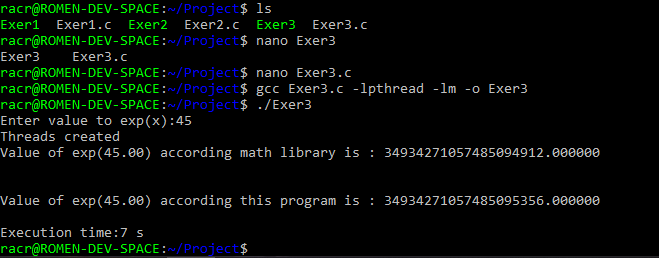 racr@ROMEN-DEV-SPACE:~/Project$ ls
Exer1  Exer1.c  Exer2  Exer2.c  Exer3  Exer3.c
racr@ROMEN-DEV-SPACE:~/Project$ nano Exer3
Exer3    Exer3.c
racr@ROMEN-DEV-SPACE:~/Project$ nano Exer3.c
racr@ROMEN-DEV-SPACE:~/Project$ gcc Exer3.c -lpthread -lm -o Exer3
racr@ROMEN-DEV-SPACE:~/Project$ ./Exer3
Enter value to exp(x):45
Threads created
Value of exp(45.00) according math library is : 34934271057485094912.000000
Value of exp(45.00) according this program is : 34934271057485095356.000000
Execution time:7 s
racr@ROMEN-DEV-SPACE:~/Project$